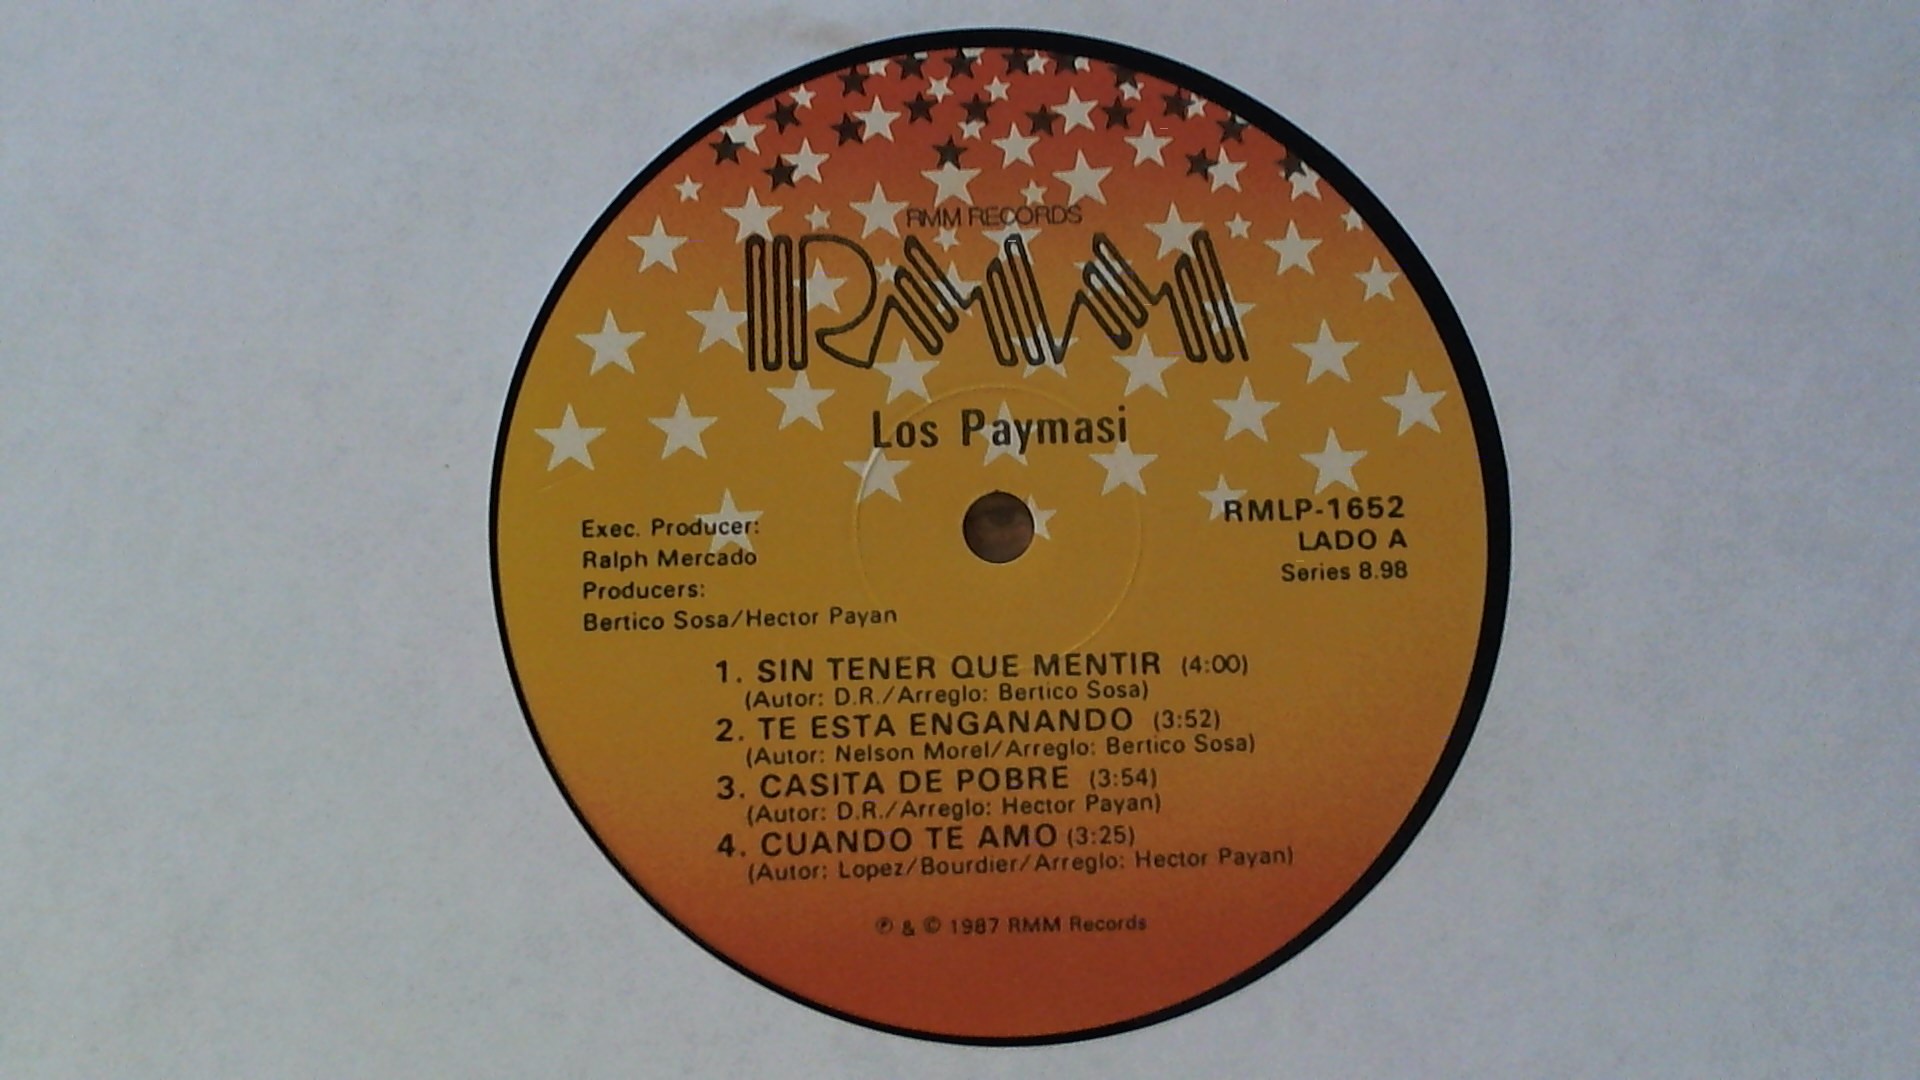 RMM RECORDS
RMM
Los Paymasi
Exec. Producer:
Ralph Mercado
Producers:
Bertico Sosa/Hector Payan
RMLP-1652
LADO A
Series 8.98
1. SIN TENER QUE MENTIR (4:00)
(Autor: D.R./Arreglo: Bertico Sosa)
2. TE ESTA ENGANANDO (3:52)
(Autor: Nelson Morel/Arreglo: Bertico Sosa)
3. CASITA DE POBRE (3:54)
(Autor: D.R./Arreglo: Hector Payan)
4. CUANDO TE AMO (3:25)
(Autor: Lopez/Bourdier/Arreglo: Hector Payan)
℗ & © 1987 RMM Records